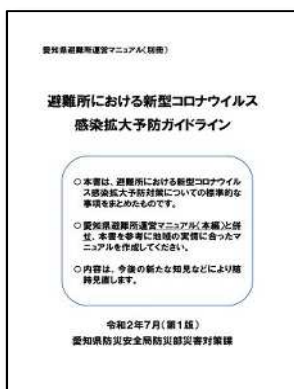 愛知県避難所運営マニュアル(別冊)
避難所における新型コロナウイルス
感染拡大予防ガイドライン
○本書は、避難所における新型コロナウイル
ス感染拡大予防対策についての標準的な
事項をまとめたものです。
○愛知県避難所運営マニュアル(本編)と併
せ、本書を参考に地域の実情に合ったマ
ニュアルを作成してください。
○内容は、今後の新たな知見などにより随
時見直します。
令和2年7月(第1版)
愛知県防災安全局防災部災害対策課